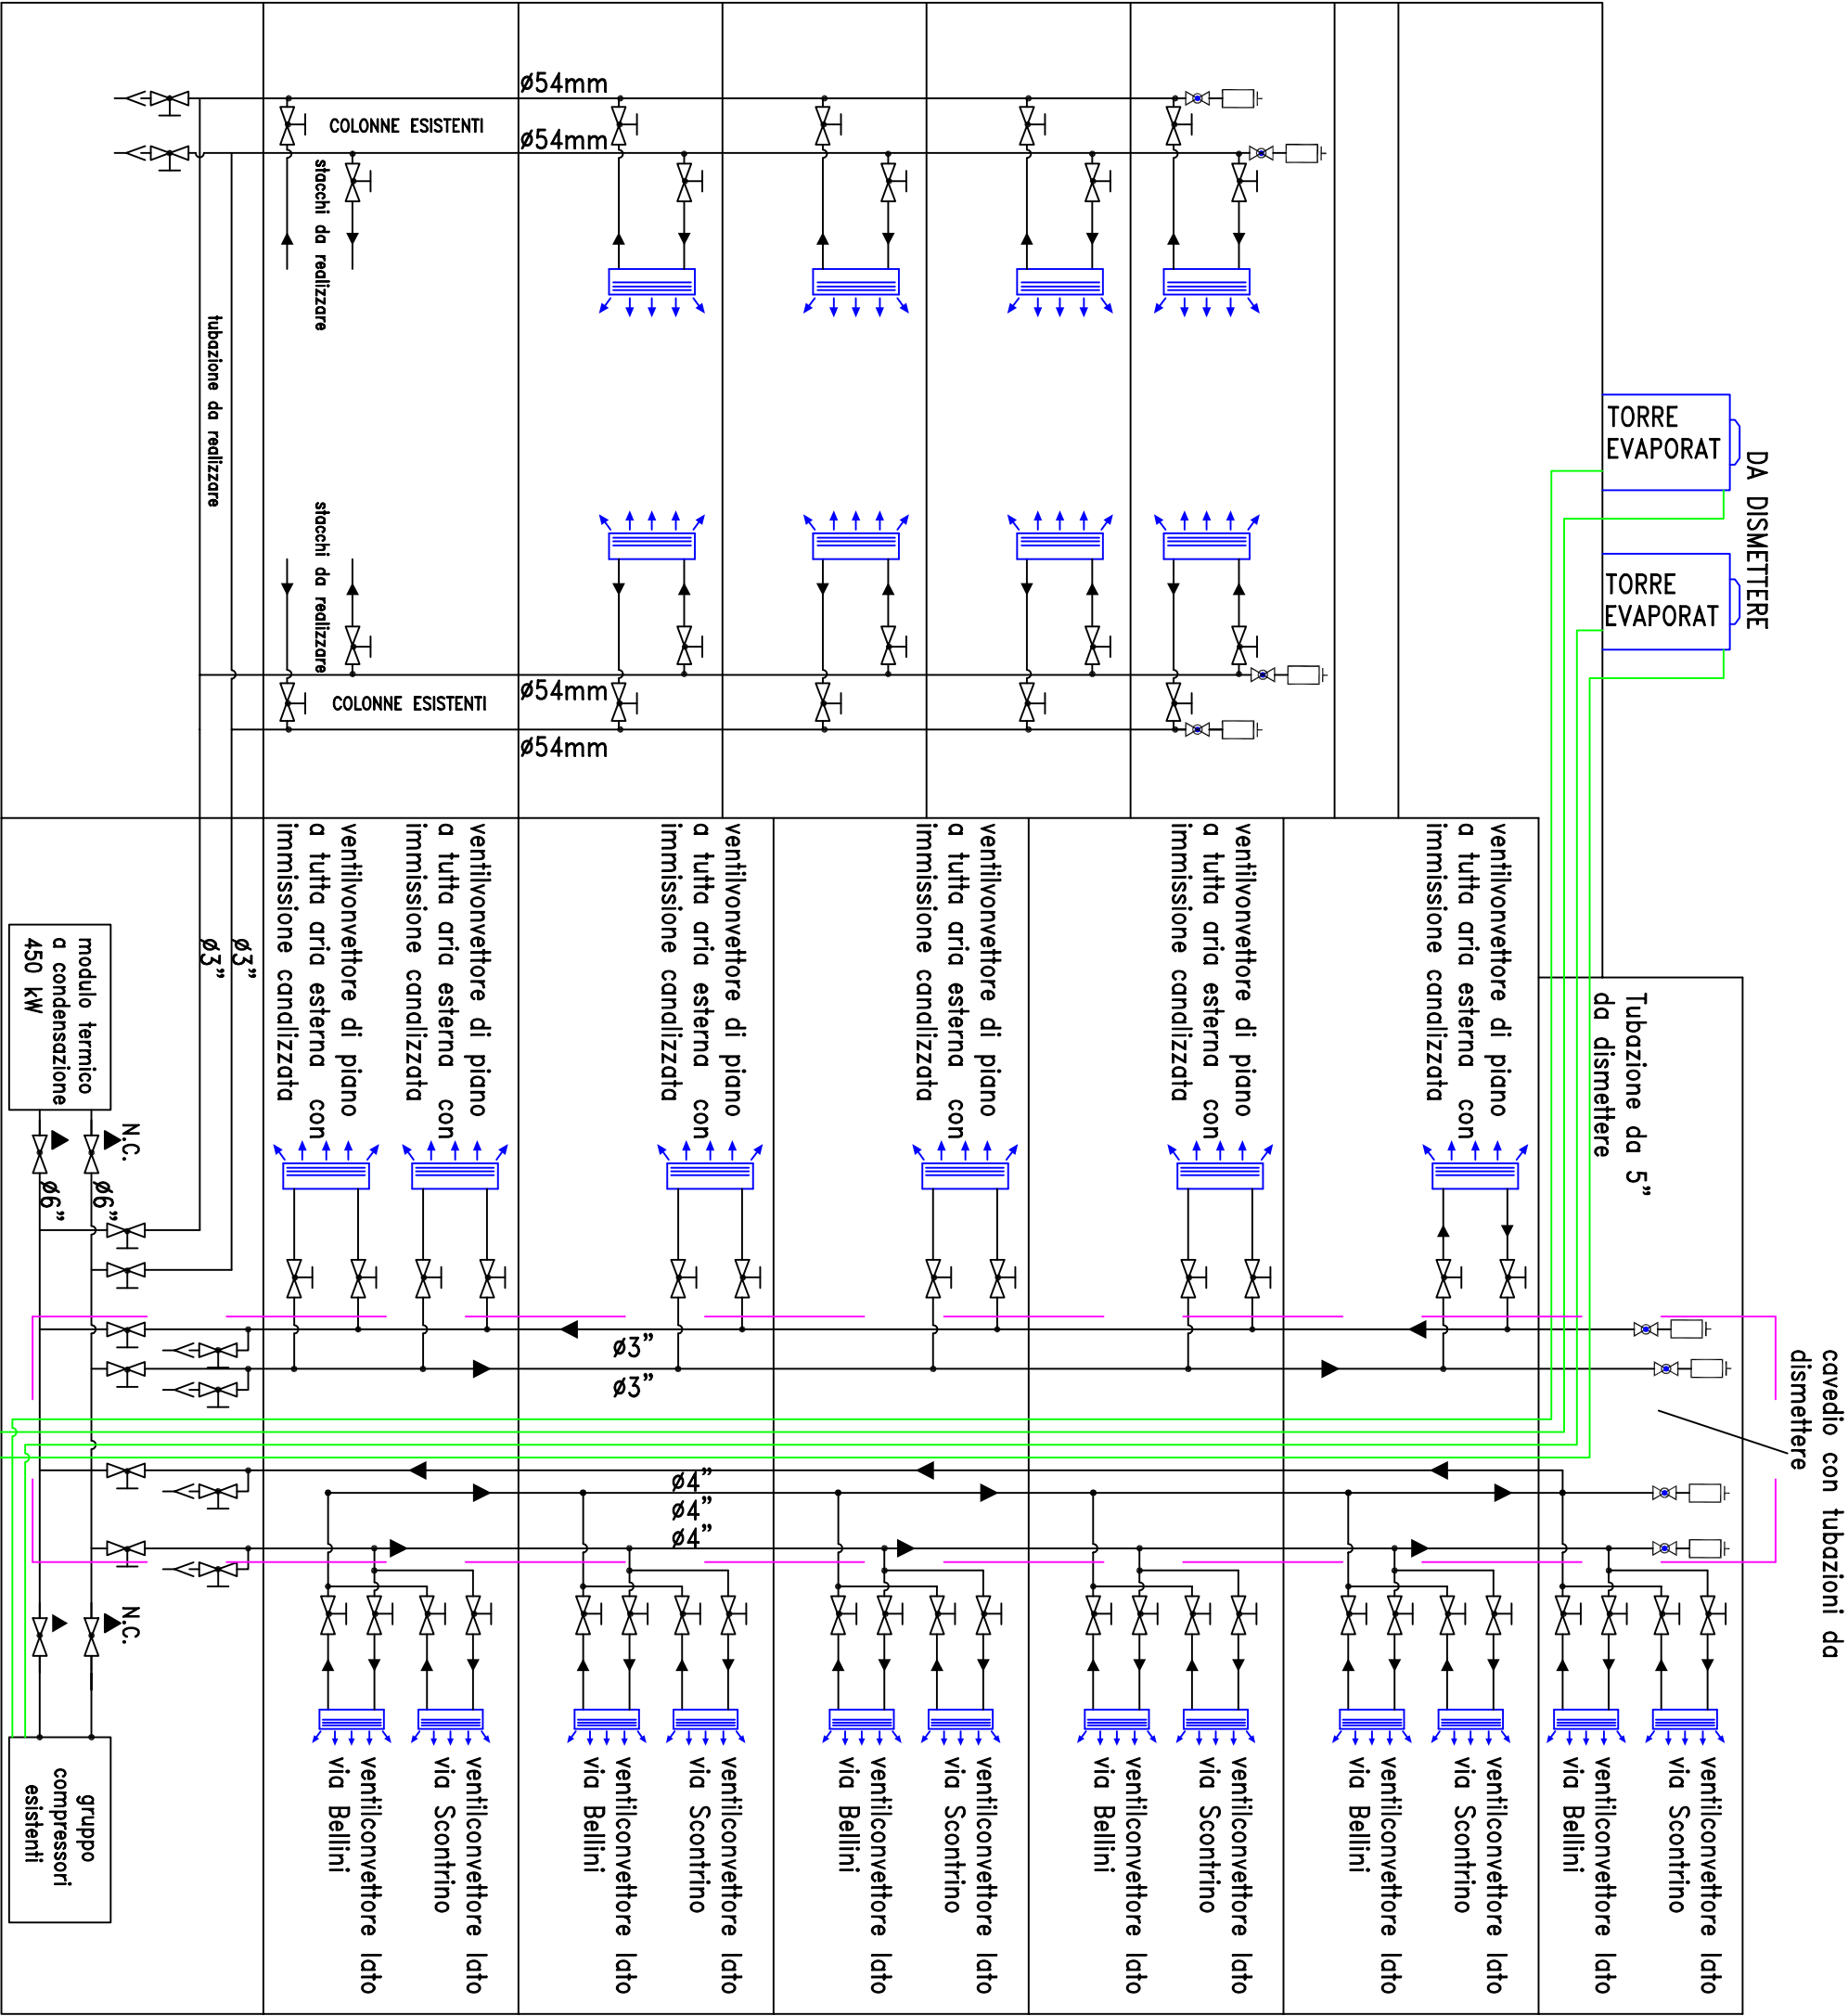 ø54mm
COLONNE ESISTENTI
ø54mm
stacchi da realizzare
tubazione da realizzare
stacchi da realizzare
COLONNE ESISTENTI
ø54mm
ø54mm
TORRE
EVAPORAT
TORRE
EVAPORAT
DA DISMETTERE
ventilvonvettore di piano
a tutta aria esterna con
immissione canalizzata
ventilvonvettore di piano
a tutta aria esterna con
immissione canalizzata
ventilvonvettore di piano
a tutta aria esterna con
immissione canalizzata
ventilvonvettore di piano
a tutta aria esterna con
immissione canalizzata
ventilvonvettore di piano
a tutta aria esterna con
immissione canalizzata
ventilvonvettore di piano
a tutta aria esterna con
immissione canalizzata
Tubazione da 5"
da dismettere
modulo termico
a condensazione
450 kW
ø3"
ø3"
N.C.
ø6"
ø6"
ø3"
ø3"
cavedio con tubazioni da
dismettere
ø4"
ø4"
ø4"
N.C.
gruppo
compressori
esistenti
ventilconvettore lato
via Bellini
ventilconvettore lato
via Scontrino
ventilconvettore lato
via Bellini
ventilconvettore lato
via Scontrino
ventilconvettore lato
via Bellini
ventilconvettore lato
via Scontrino
ventilconvettore lato
via Bellini
ventilconvettore lato
via Scontrino
ventilconvettore lato
via Bellini
ventilconvettore lato
via Scontrino
ventilconvettore lato
via Bellini
ventilconvettore lato
via Scontrino